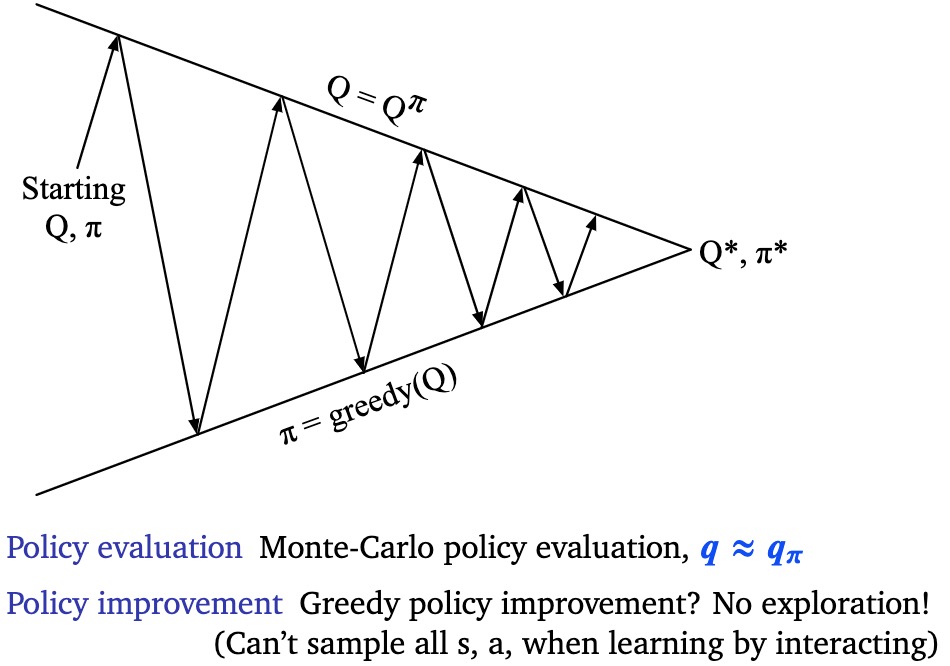 Q = Qπ
Starting
Q, π
Q*, π*
π = greedy(Q)
Policy evaluation Monte-Carlo policy evaluation, q ≈ qπ
Policy improvement Greedy policy improvement? No exploration!
(Can’t sample all s, a, when learning by interacting)